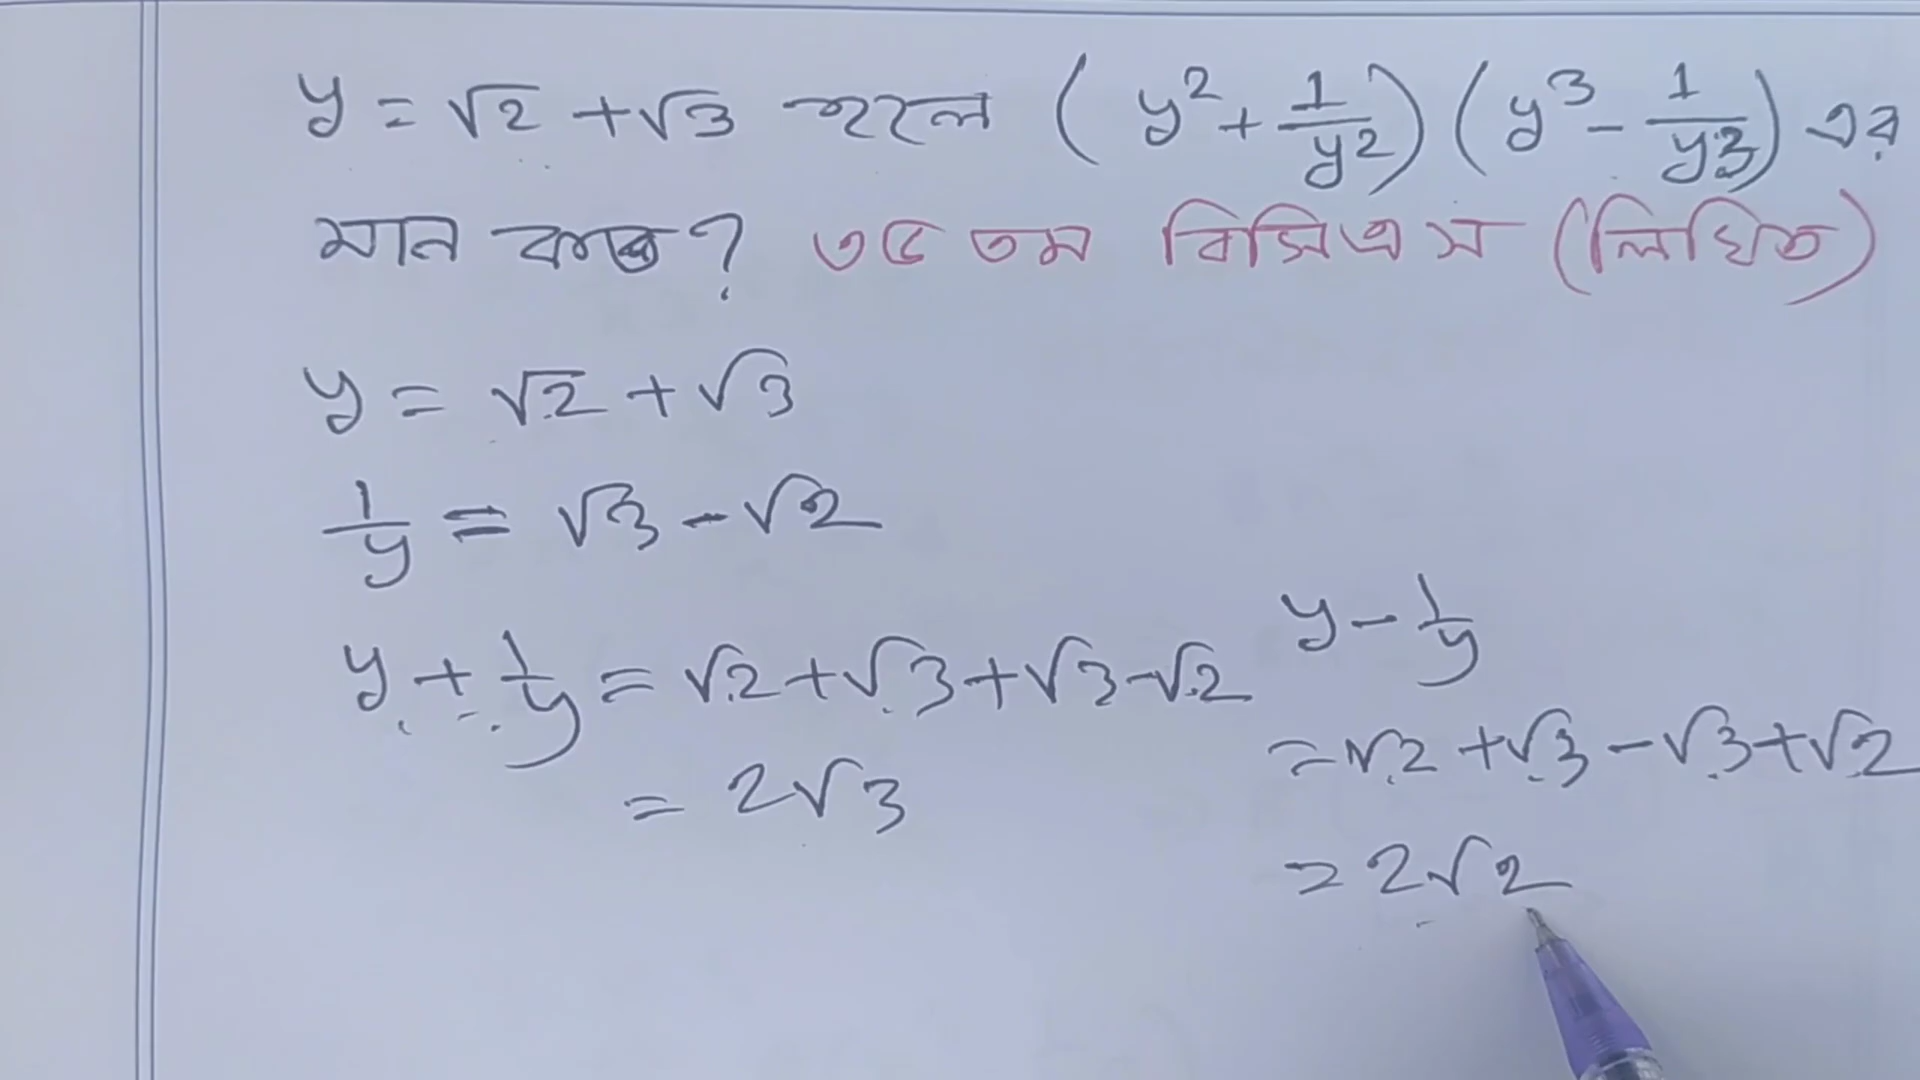 y = √2 + √3 হলে (y² + 1/y²) (y³ - 1/y³) এর
মান কত? ৩৫ তম বিসিএস (লিখিত)
y = √2 + √3
1/y = √3 - √2
y + 1/y = √2 + √3 + √3 - √2
= 2√3
y - 1/y
= √2 + √3 - √3 + √2
= 2√2